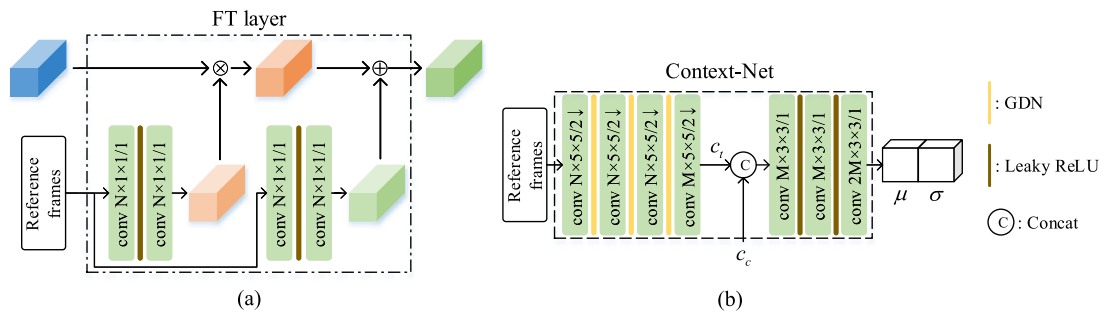 FT layer
Reference
frames
conv N×1×1/1
conv N×1×1/1
conv N×1×1/1
conv N×1×1/1
(a)
Context-Net
Reference
frames
conv N×5×5/2↓
conv N×5×5/2↓
conv N×5×5/2↓
conv M×5×5/2↓
c_t
C
c_c
conv M×3×3/1
conv M×3×3/1
conv 2M×3×3/1
μ σ
(b)
: GDN
: Leaky ReLU
C : Concat